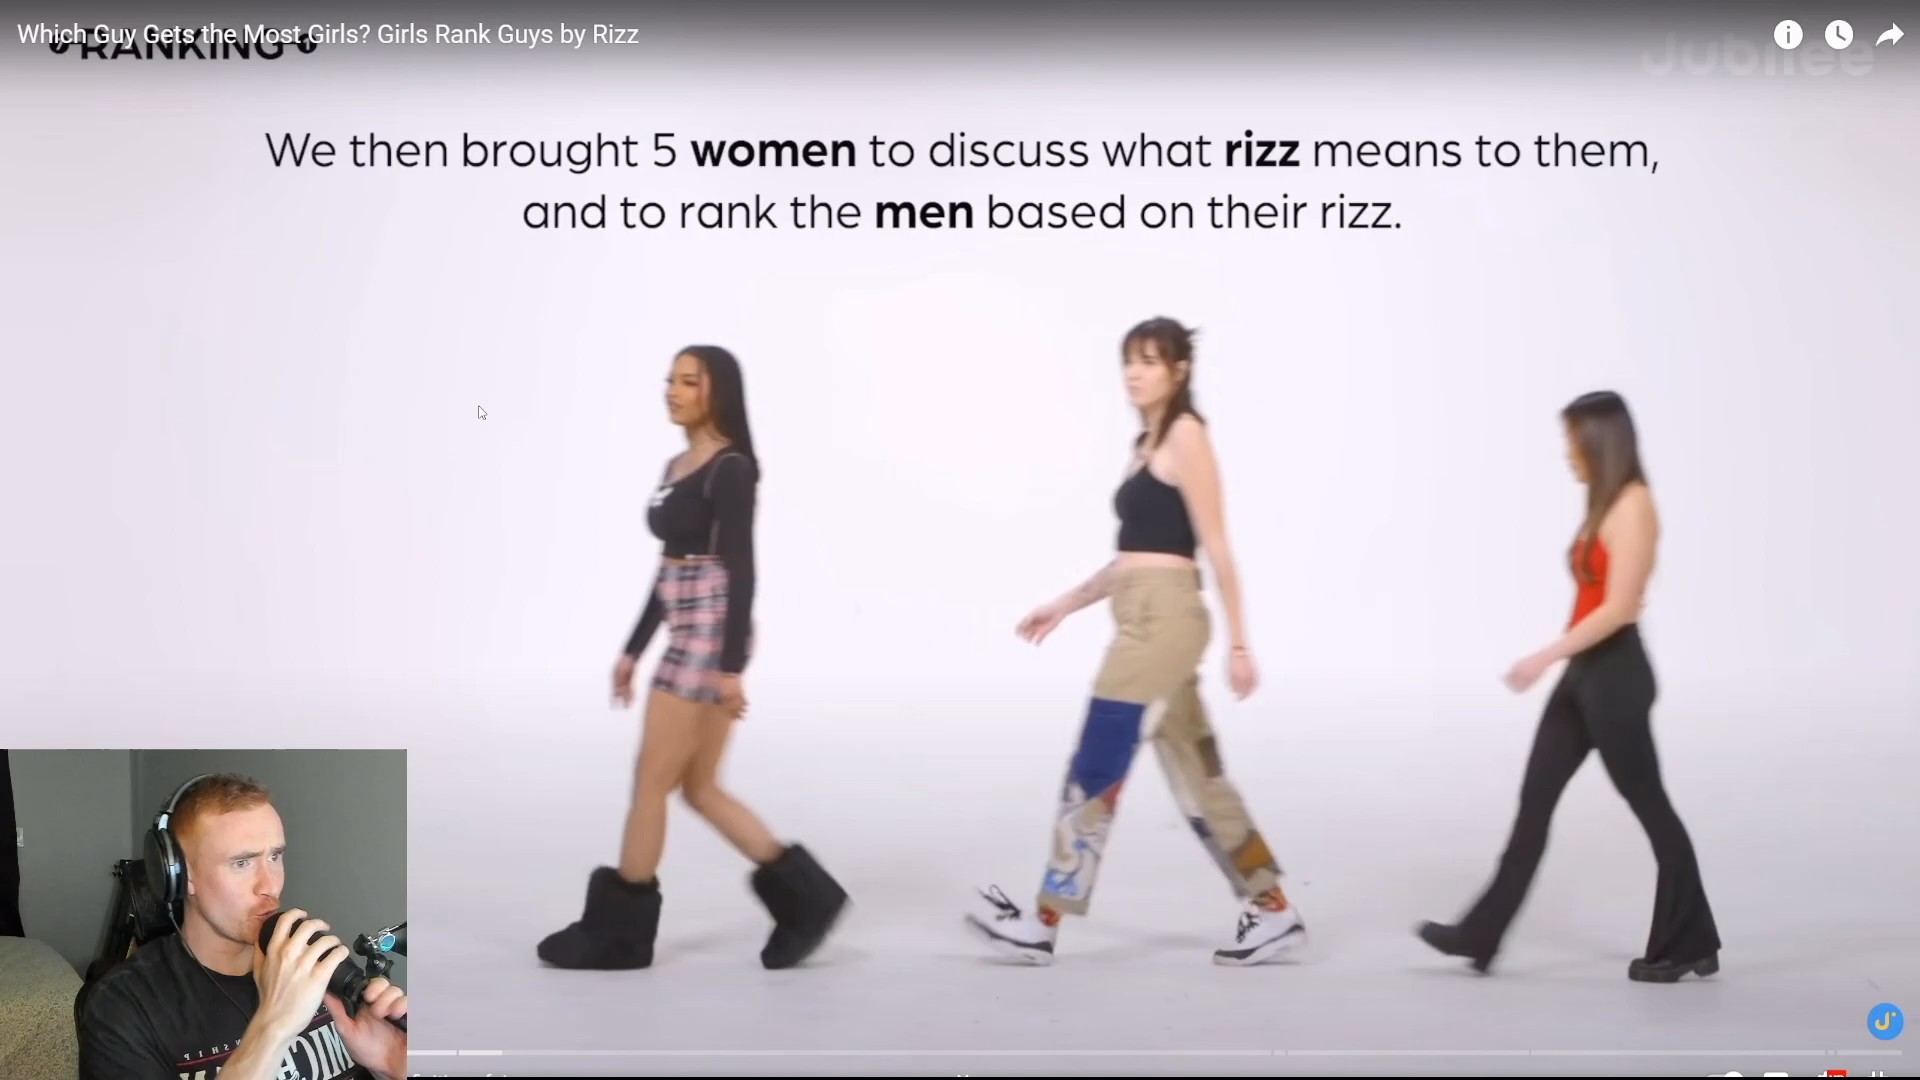 Which Guy Gets the Most Girls? Girls Rank Guys by Rizz
RANKING
Jubilee
We then brought 5 women to discuss what rizz means to them,
and to rank the men based on their rizz.